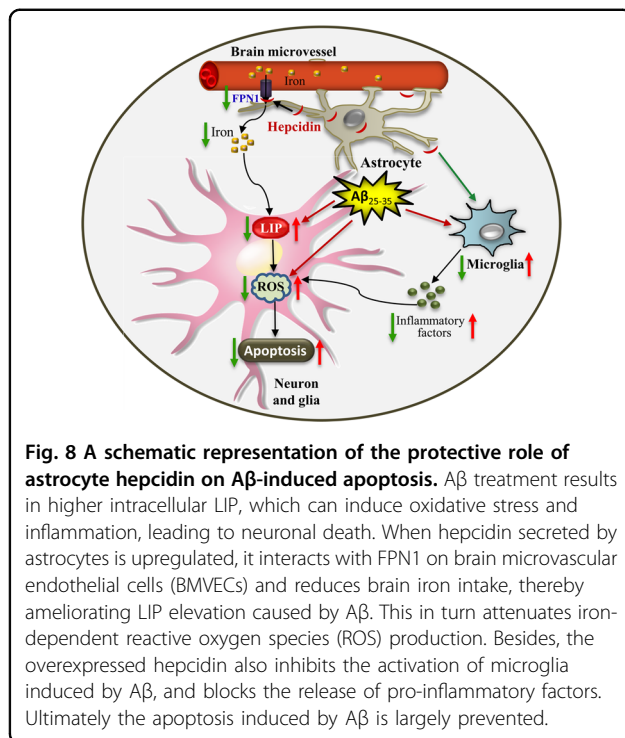 Brain microvessel
Iron
FPN1
Iron
Hepcidin
Astrocyte
Aβ25-35
LIP
Microglia
ROS
Inflammatory
factors
Apoptosis
Neuron
and glia
Fig. 8 A schematic representation of the protective role of
astrocyte hepcidin on Aβ-induced apoptosis. Aβ treatment results
in higher intracellular LIP, which can induce oxidative stress and
inflammation, leading to neuronal death. When hepcidin secreted by
astrocytes is upregulated, it interacts with FPN1 on brain microvascular
endothelial cells (BMVECs) and reduces brain iron intake, thereby
ameliorating LIP elevation caused by Aβ. This in turn attenuates iron-
dependent reactive oxygen species (ROS) production. Besides, the
overexpressed hepcidin also inhibits the activation of microglia
induced by Aβ, and blocks the release of pro-inflammatory factors.
Ultimately the apoptosis induced by Aβ is largely prevented.